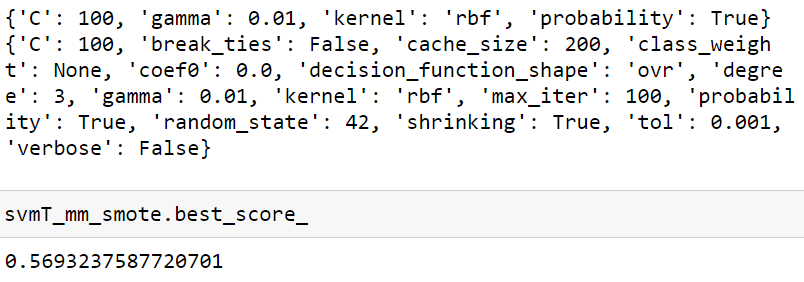 {'C': 100, 'gamma': 0.01, 'kernel': 'rbf', 'probability': True}
{'C': 100, 'break_ties': False, 'cache_size': 200, 'class_weigh
t': None, 'coef0': 0.0, 'decision_function_shape': 'ovr', 'degre
e': 3, 'gamma': 0.01, 'kernel': 'rbf', 'max_iter': 100, 'probabil
ity': True, 'random_state': 42, 'shrinking': True, 'tol': 0.001,
'verbose': False}
svmT_mm_smote.best_score_
0.5693237587720701